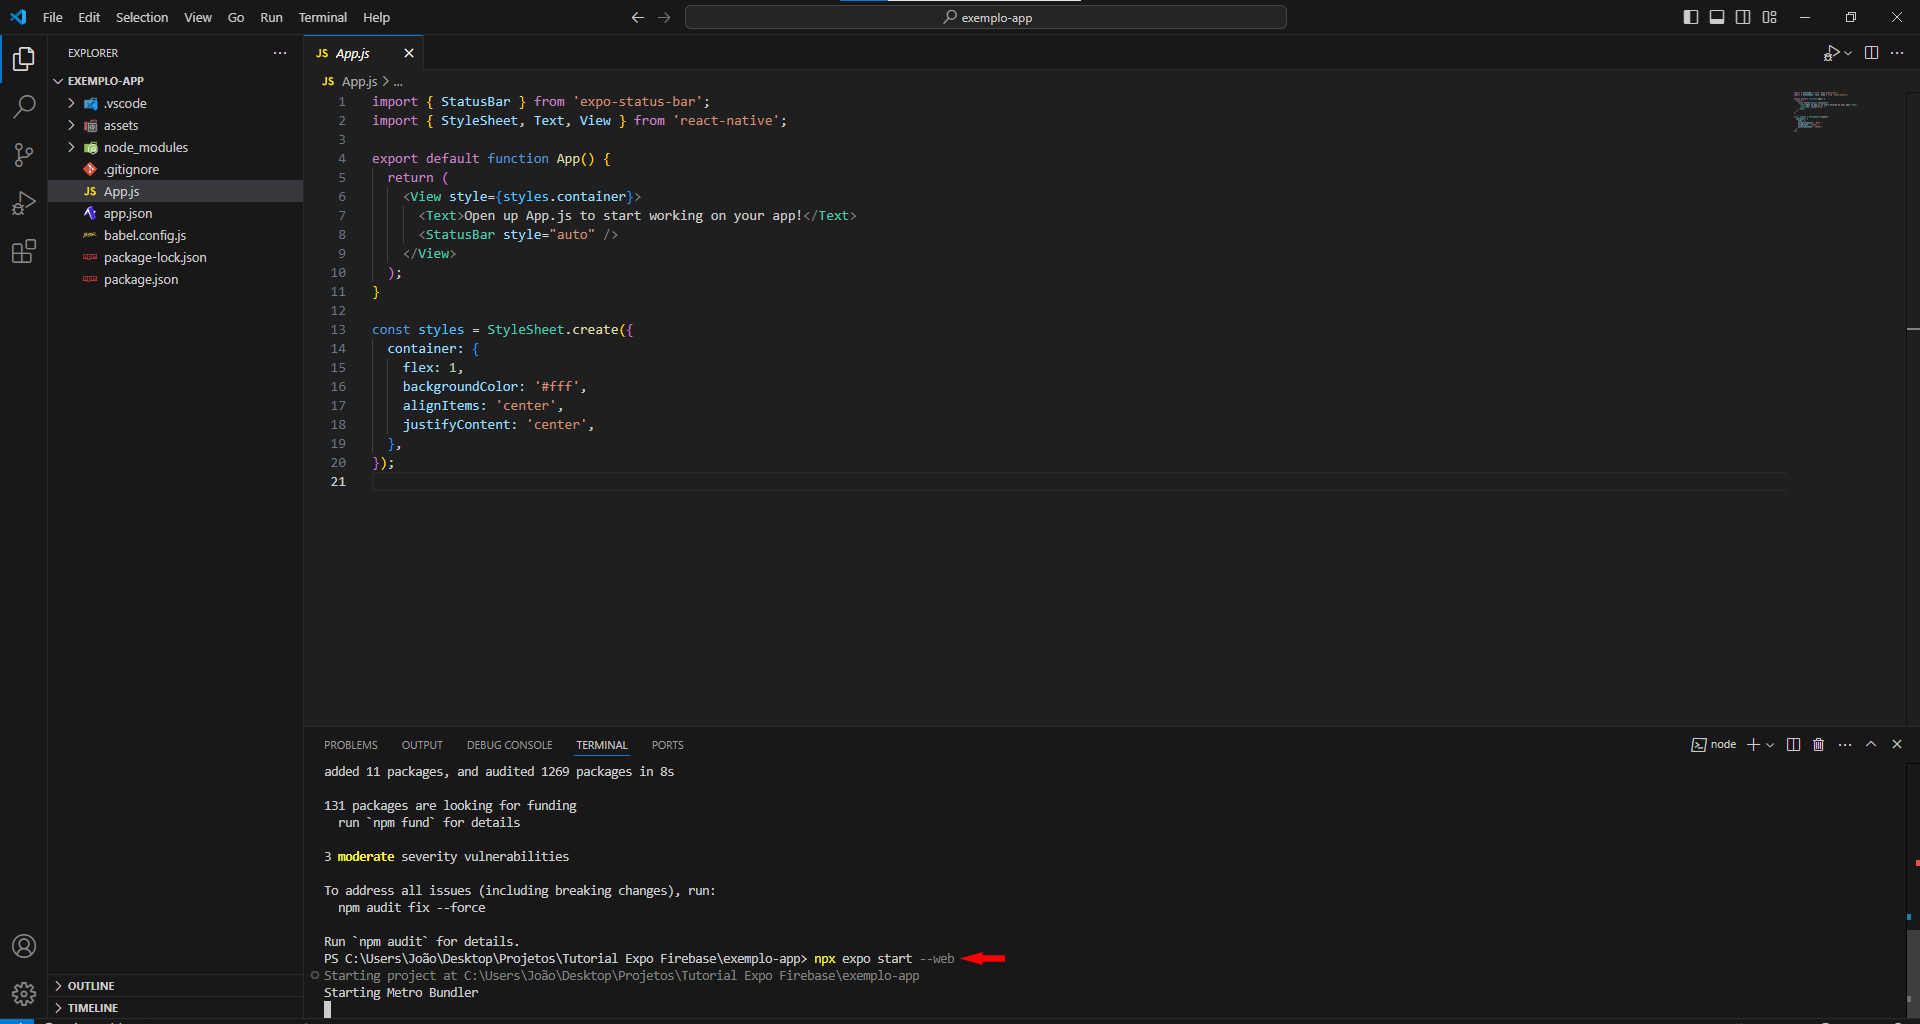 File Edit Selection View Go Run Terminal Help
exemplo-app
EXPLORER
EXEMPLO-APP
.vscode
assets
node_modules
.gitignore
JS App.js
app.json
babel.config.js
package-lock.json
package.json
OUTLINE
TIMELINE
JS App.js
JS App.js > ...
1 import { StatusBar } from 'expo-status-bar';
2 import { StyleSheet, Text, View } from 'react-native';
3
4 export default function App() {
5 return (
6 <View style={styles.container}>
7 <Text>Open up App.js to start working on your app!</Text>
8 <StatusBar style="auto" />
9 </View>
10 );
11 }
12
13 const styles = StyleSheet.create({
14 container: {
15 flex: 1,
16 backgroundColor: '#fff',
17 alignItems: 'center',
18 justifyContent: 'center',
19 },
20 });
21
PROBLEMS OUTPUT DEBUG CONSOLE TERMINAL PORTS
node
added 11 packages, and audited 1269 packages in 8s
131 packages are looking for funding
run `npm fund` for details
3 moderate severity vulnerabilities
To address all issues (including breaking changes), run:
npm audit fix --force
Run `npm audit` for details.
PS C:\Users\João\Desktop\Projetos\Tutorial Expo Firebase\exemplo-app> npx expo start --web
Starting project at C:\Users\João\Desktop\Projetos\Tutorial Expo Firebase\exemplo-app
Starting Metro Bundler